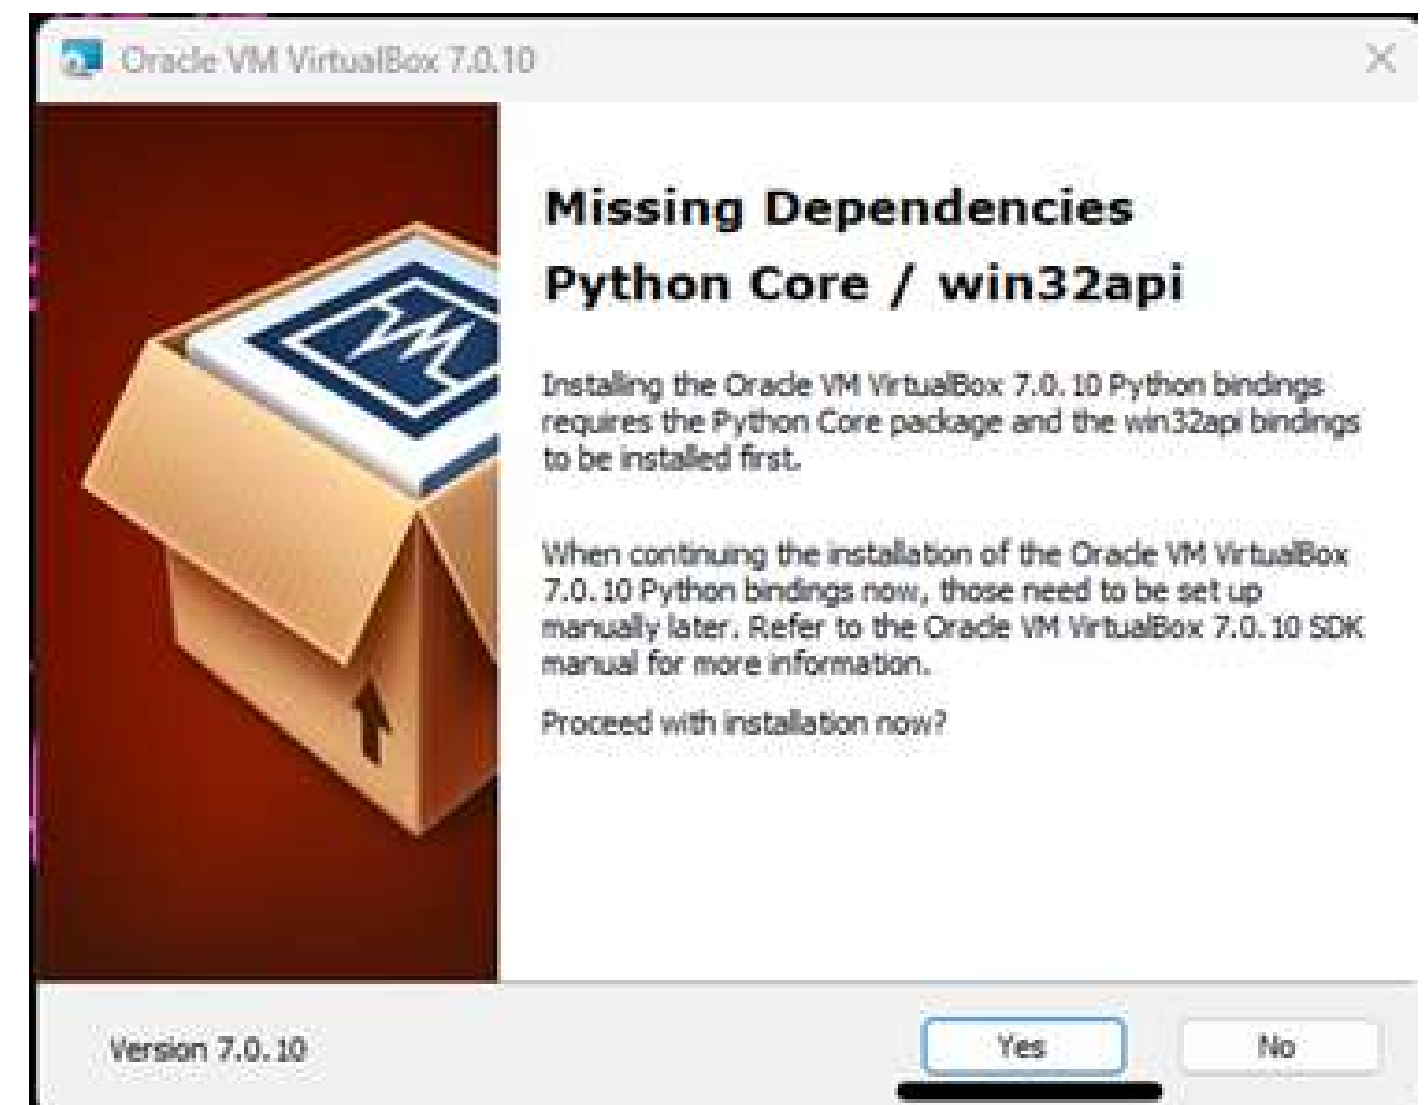 Oracle VM VirtualBox 7.0.10
Missing Dependencies
Python Core / win32api
Installing the Oracle VM VirtualBox 7.0.10 Python bindings
requires the Python Core package and the win32api bindings
to be installed first.
When continuing the installation of the Oracle VM VirtualBox
7.0.10 Python bindings now, those need to be set up
manually later. Refer to the Oracle VM VirtualBox 7.0.10 SDK
manual for more information.
Proceed with installation now?
Version 7.0.10
Yes
No